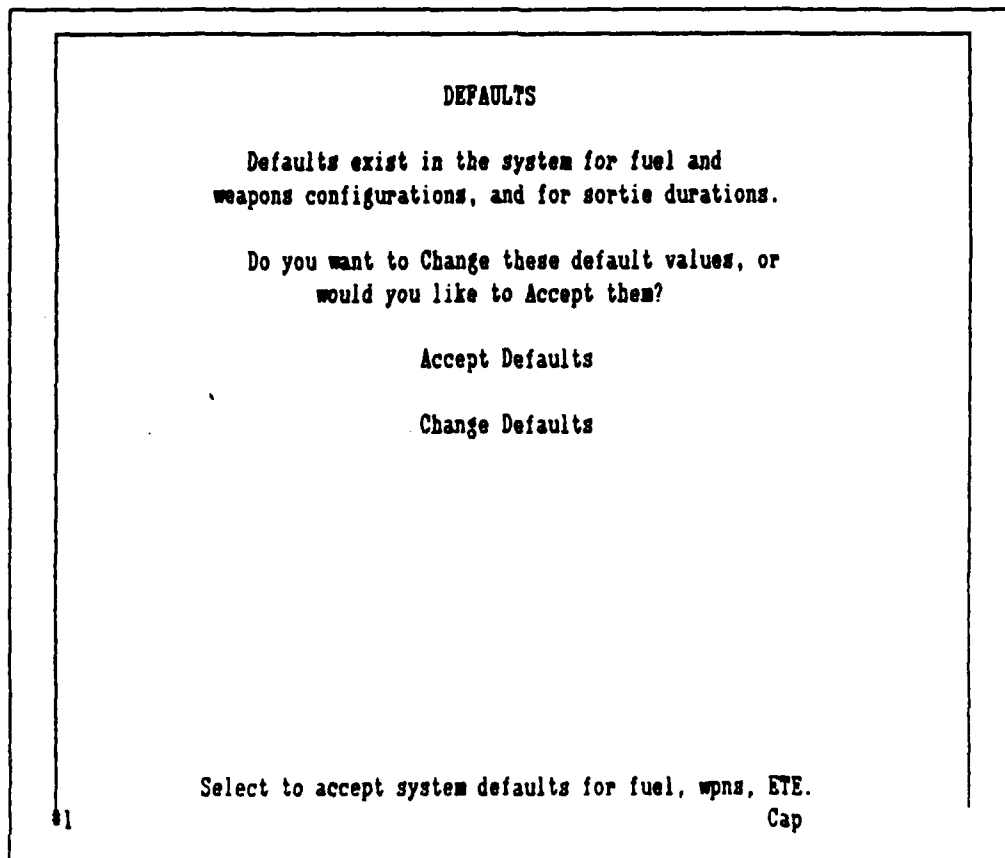 DEFAULTS
Defaults exist in the system for fuel and
weapons configurations, and for sortie durations.
Do you want to Change these default values, or
would you like to Accept them?
Accept Defaults
Change Defaults
Select to accept system defaults for fuel, wpns, ETE.
#1 Cap